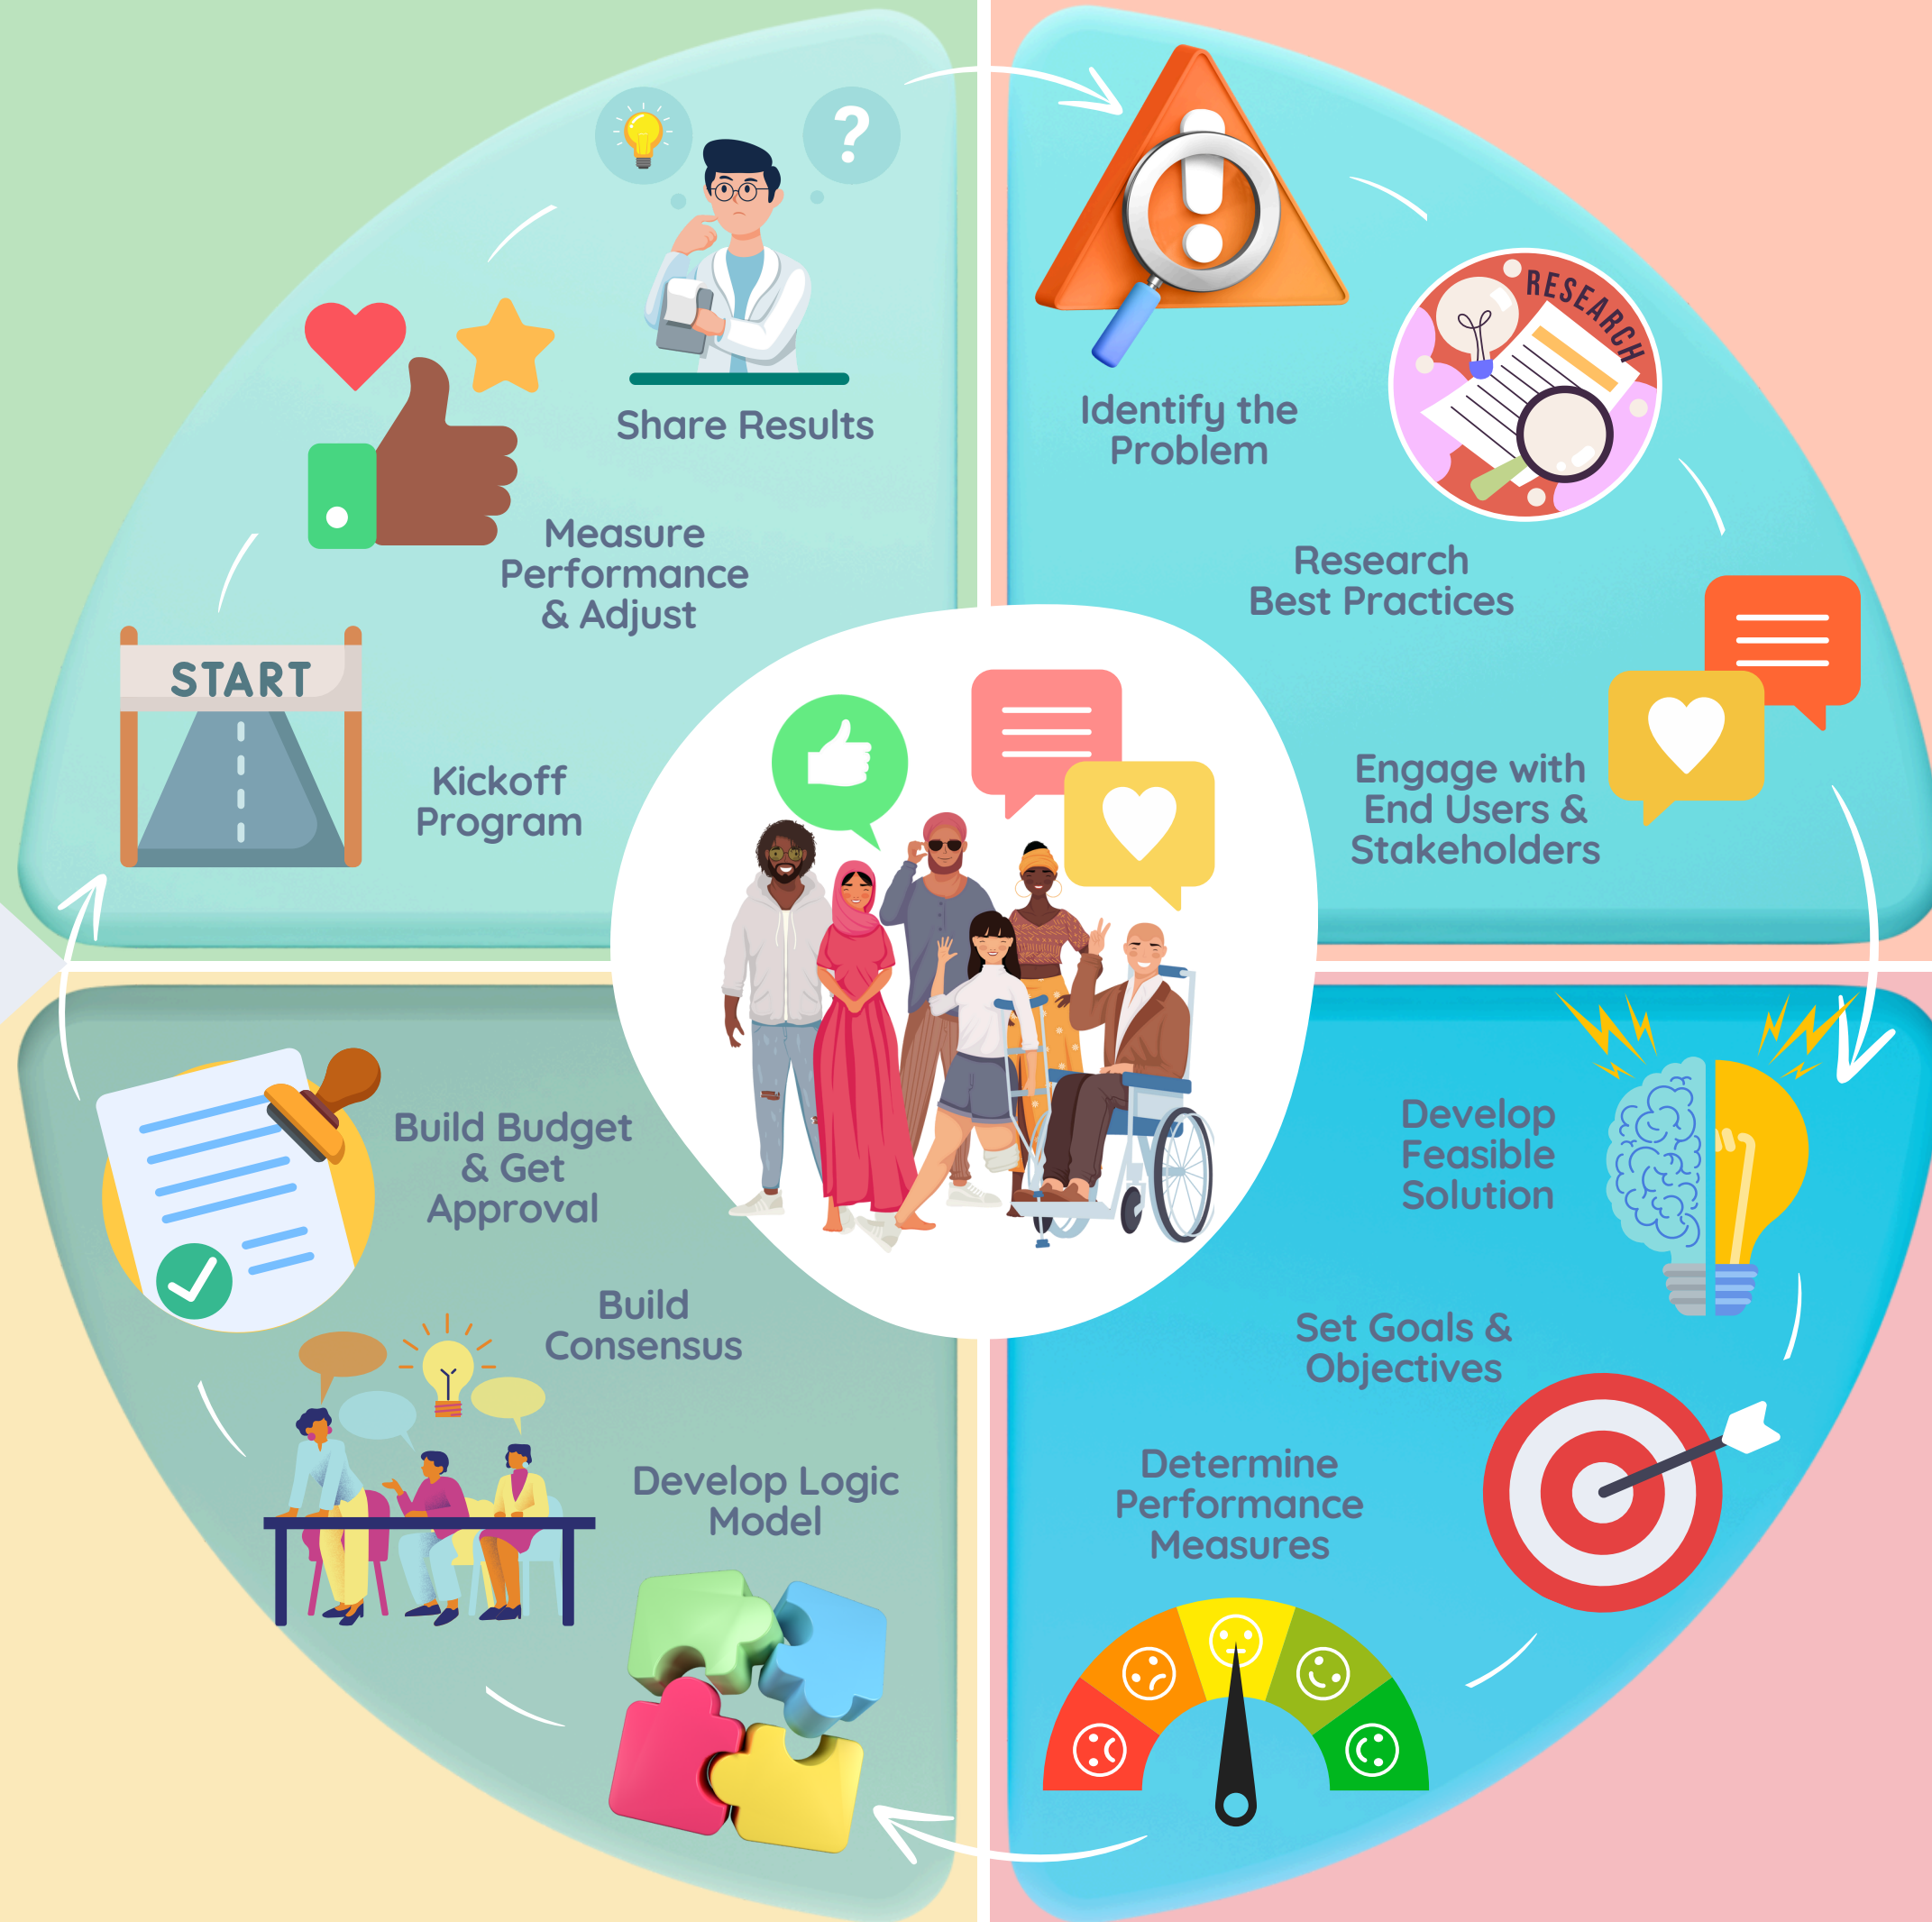 Identify the
Problem
RESEARCH
Research
Best Practices
Engage with
End Users &
Stakeholders
Develop
Feasible
Solution
Set Goals &
Objectives
Determine
Performance
Measures
Develop Logic
Model
Build
Consensus
Build Budget
& Get
Approval
START
Kickoff
Program
Measure
Performance
& Adjust
?
Share Results